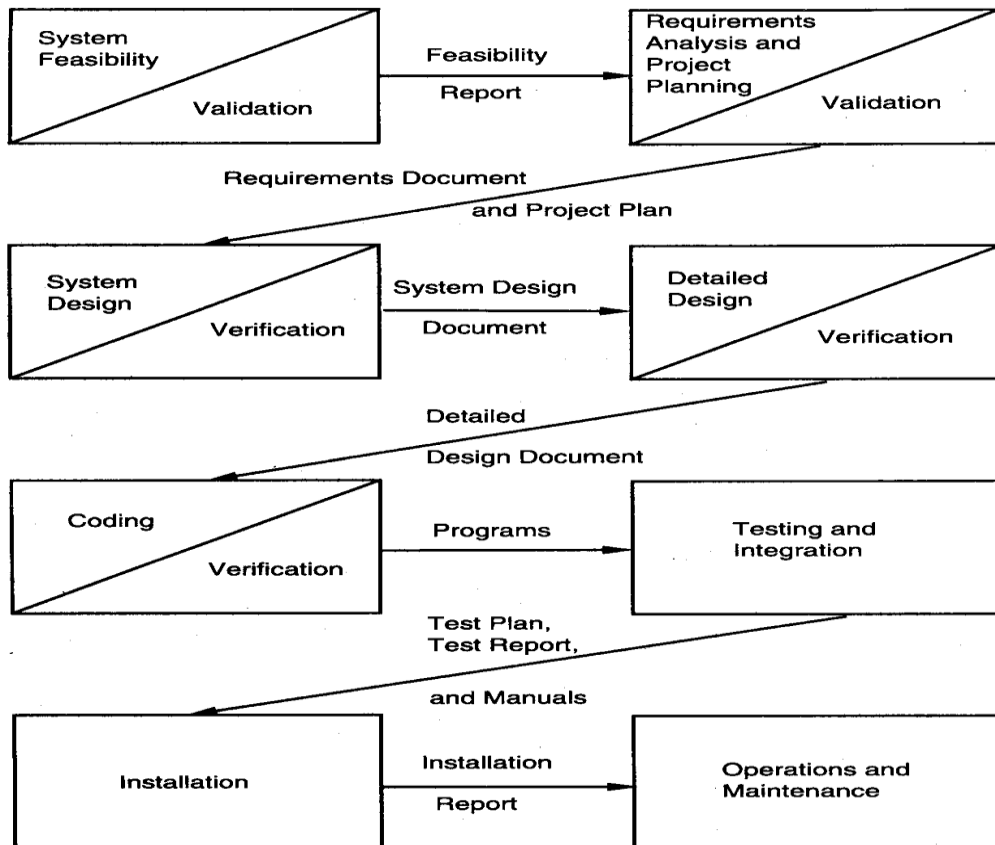 System
Feasibility
Validation
Feasibility
Report
Requirements
Analysis and
Project
Planning
Validation
Requirements Document
and Project Plan
System
Design
Verification
System Design
Document
Detailed
Design
Verification
Detailed
Design Document
Coding
Verification
Programs
Testing and
Integration
Test Plan,
Test Report,
and Manuals
Installation
Installation
Report
Operations and
Maintenance